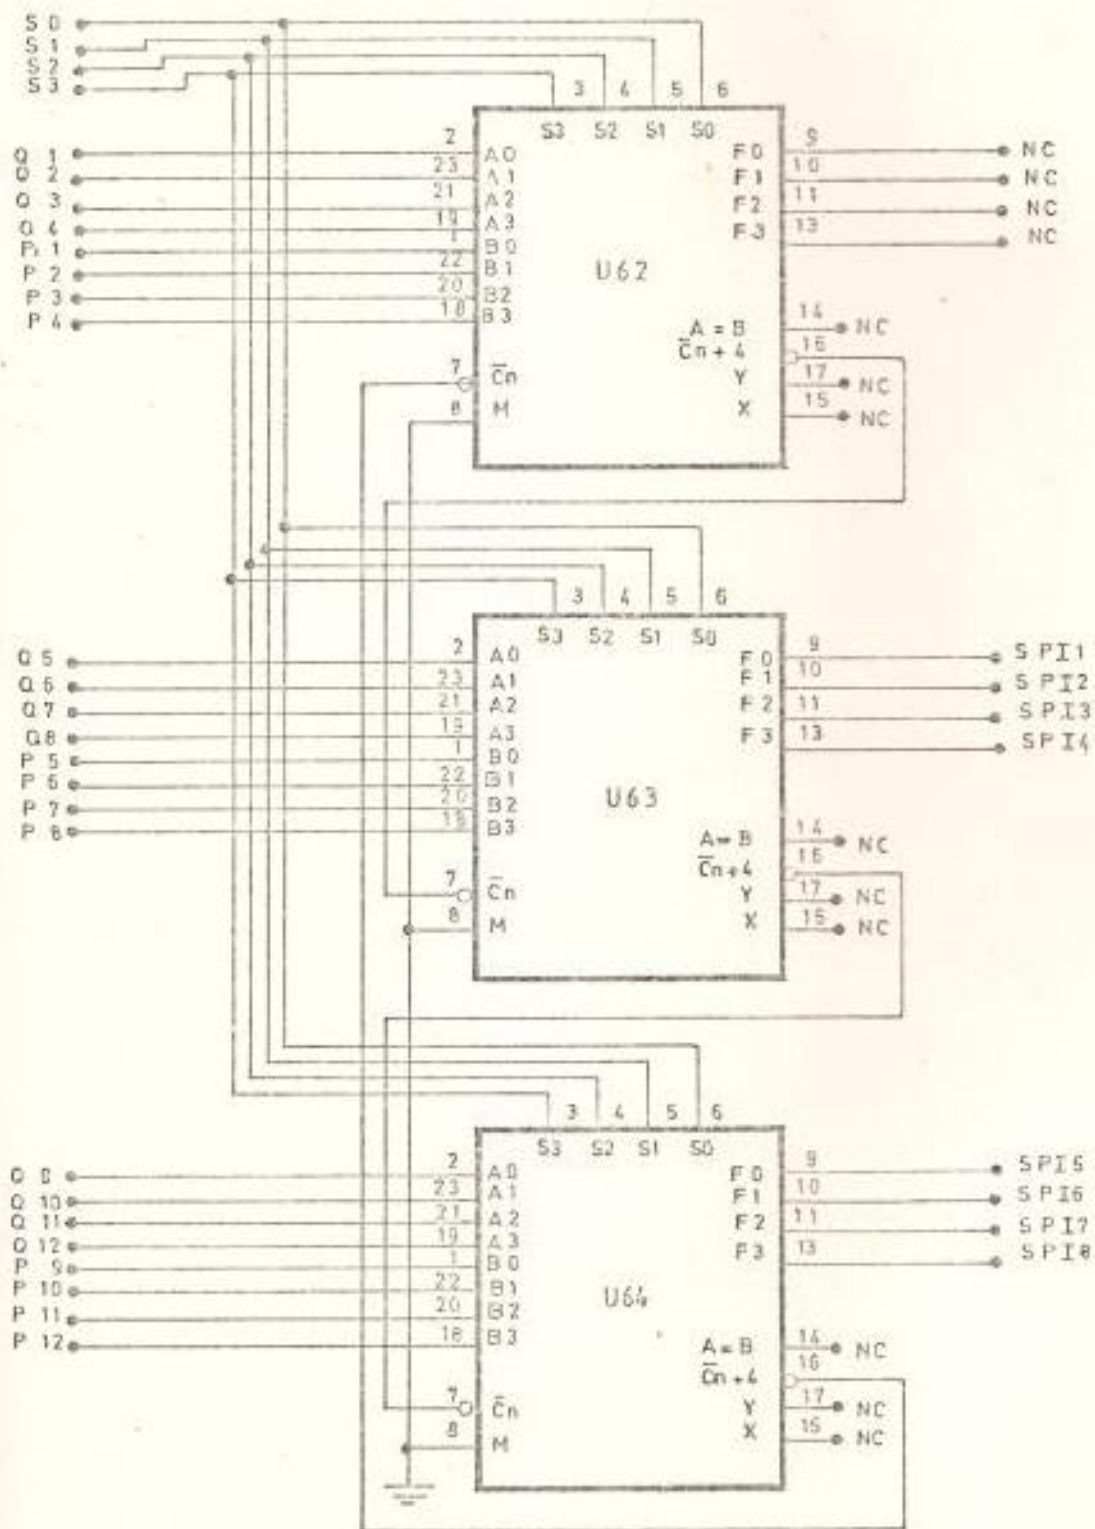 S 0
S 1
S 2
S 3
3 4 5 6
S3 S2 S1 S0
Q 1 2 A0 F0 9 NC
Q 2 23 A1 F1 10 NC
Q 3 21 A2 F2 11 NC
Q 4 19 A3 F3 13 NC
P 1 1 B0
P 2 22 B1
U62
P 3 20 B2
P 4 18 B3
A = B 14 NC
C̅n + 4 16
7 C̅n Y 17 NC
8 M X 15 NC
3 4 5 6
S3 S2 S1 S0
Q 5 2 A0 F0 9 SPI1
Q 6 23 A1 F1 10 SPI2
Q 7 21 A2 F2 11 SPI3
Q8 19 A3 F3 13 SPI4
P 5 1 B0
P 6 22 B1
U63
P 7 20 B2
P 8 18 B3
A = B 14 NC
C̅n+4 16
7 C̅n Y 17 NC
8 M X 15 NC
3 4 5 6
S3 S2 S1 S0
Q 9 2 A0 F0 9 SPI5
Q 10 23 A1 F1 10 SPI6
Q 11 21 A2 F2 11 SPI7
Q 12 19 A3 F3 13 SPI8
P 9 1 B0
P 10 22 B1
U64
P 11 20 B2
P 12 18 B3
A = B 14 NC
C̅n+4 16
7 C̅n Y 17 NC
8 M X 15 NC